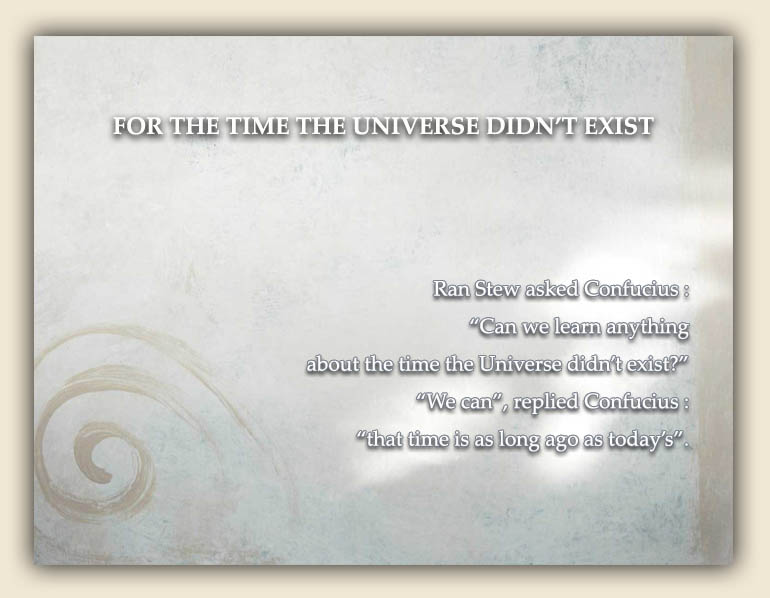 FOR THE TIME THE UNIVERSE DIDN'T EXIST
Ran Stew asked Confucius :
“Can we learn anything
about the time the Universe didn't exist?”
“We can”, replied Confucius :
“that time is as long ago as today's”.